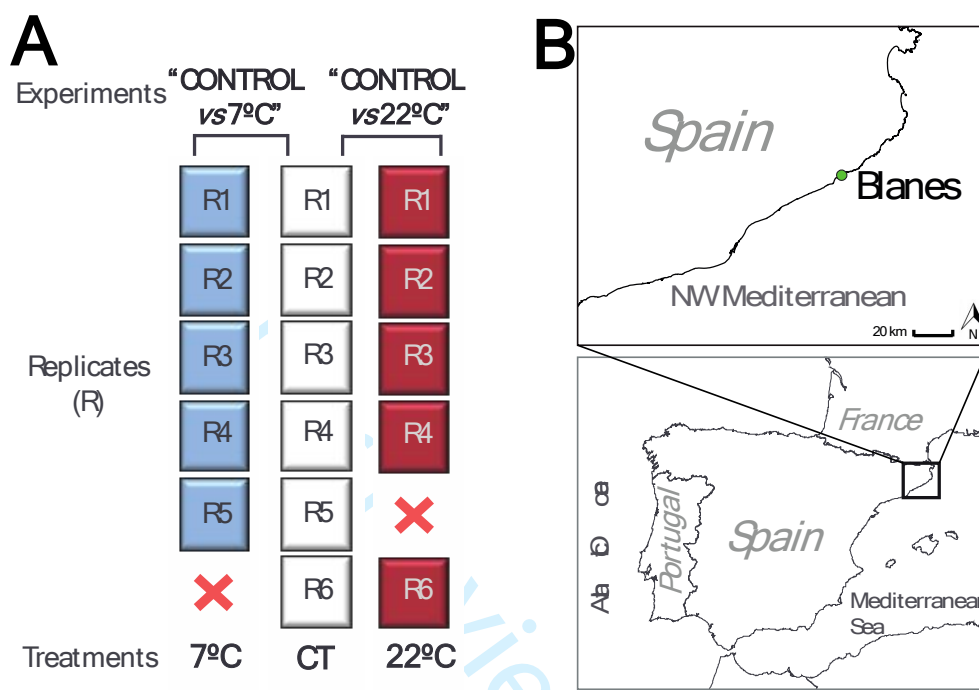 A
Experiments
“CONTROL
vs 7ºC”
“CONTROL
vs 22ºC”
Replicates
(R)
R1 R1 R1
R2 R2 R2
R3 R3 R3
R4 R4 R4
R5 R5
R6 R6
Treatments 7ºC CT 22ºC
B
Spain
Blanes
NW Mediterranean
20 km
N
France
Portugal
Spain
Mediterranean
Sea